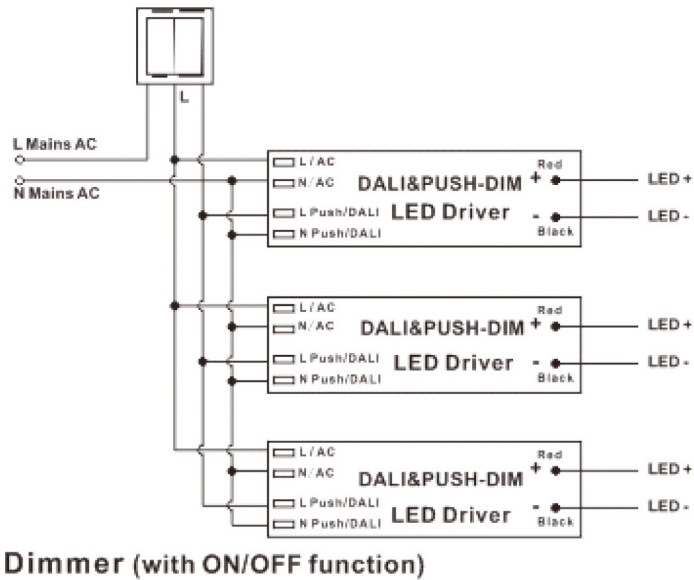 L
L Mains AC
N Mains AC
L/AC
N/AC
L Push/DALI
N Push/DALI
DALI&PUSH-DIM
LED Driver
Red
+
-
Black
LED +
LED -
L/AC
N/AC
L Push/DALI
N Push/DALI
DALI&PUSH-DIM
LED Driver
Red
+
-
Black
LED +
LED -
L/AC
N/AC
L Push/DALI
N Push/DALI
DALI&PUSH-DIM
LED Driver
Red
+
-
Black
LED +
LED -
Dimmer (with ON/OFF function)